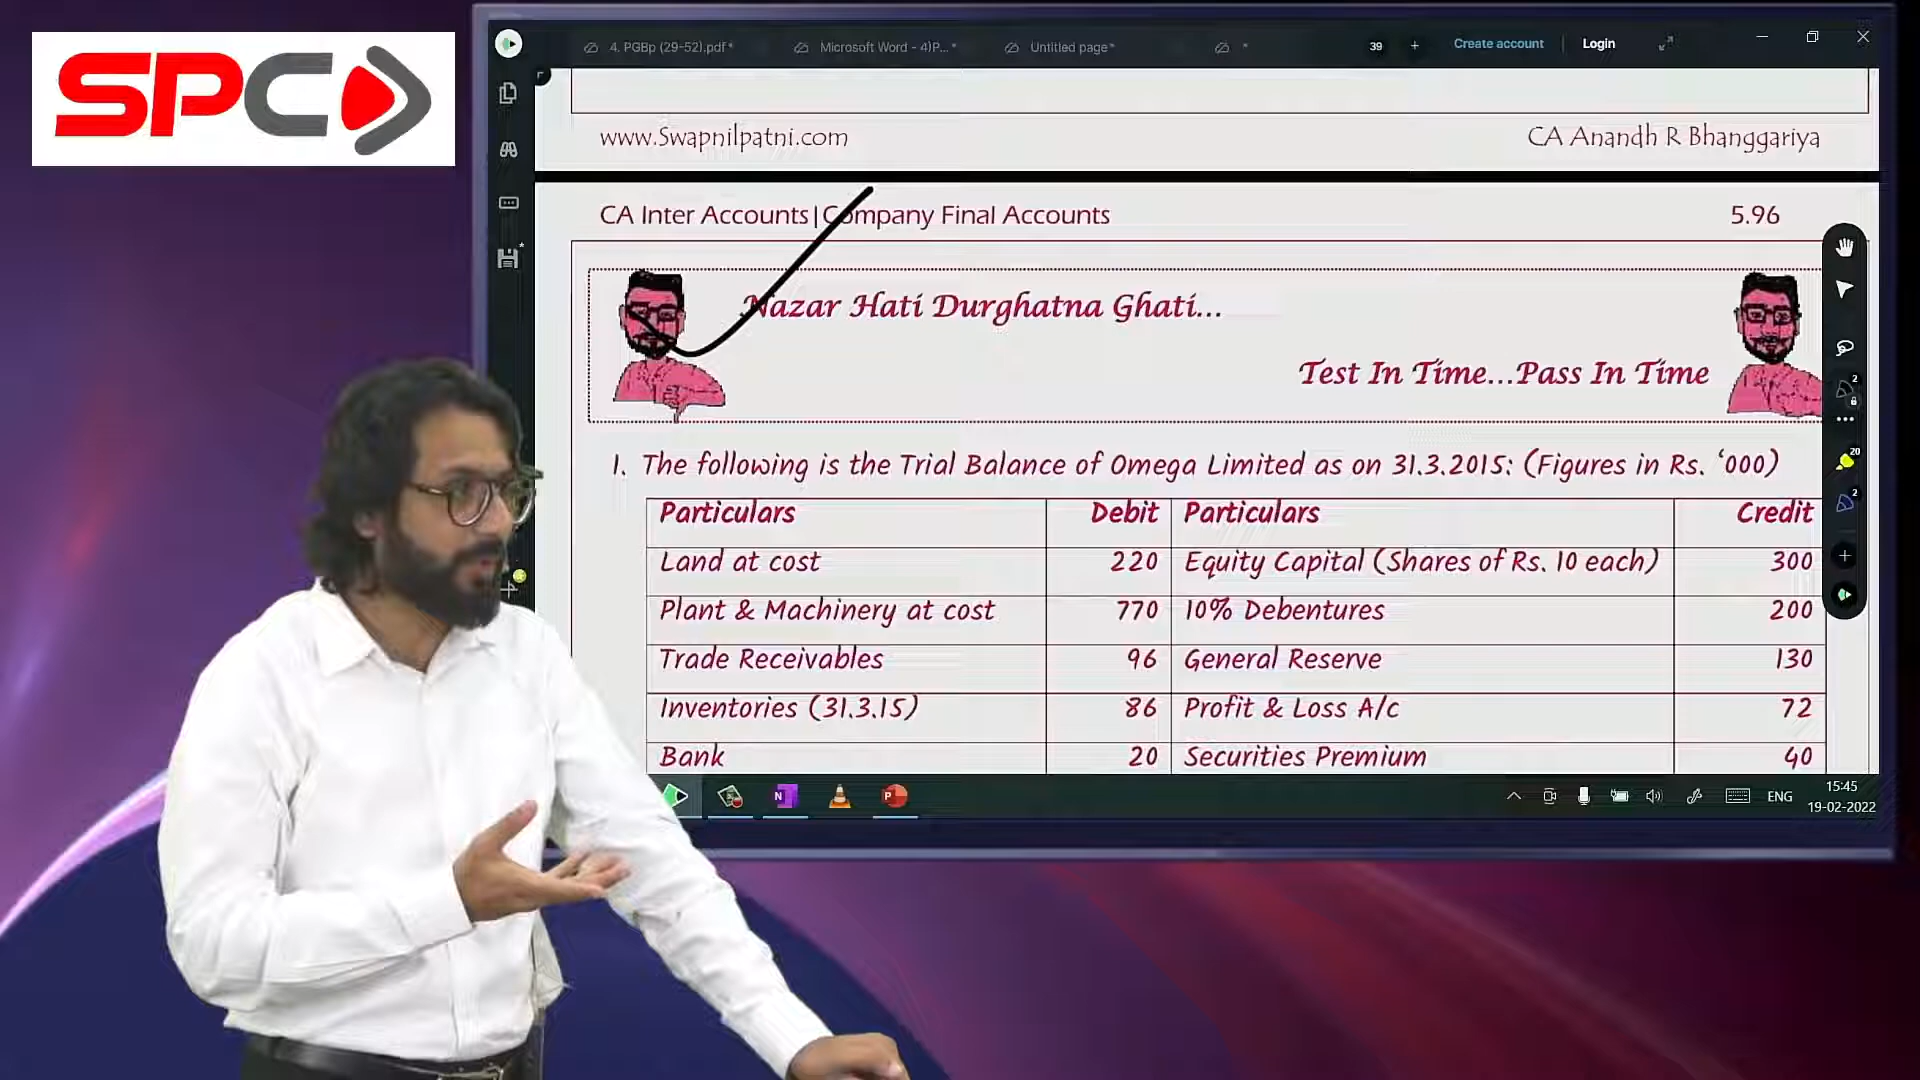 SPC
4. PGBp (29-52).pdf*
Microsoft Word - 4)P...*
Untitled page*
*
39
+
Create account
Login
www.Swapnilpatni.com
CA Anandh R Bhanggariya
CA Inter Accounts|Company Final Accounts
5.96
Nazar Hati Durghatna Ghati...
Test In Time...Pass In Time
1. The following is the Trial Balance of Omega Limited as on 31.3.2015: (Figures in Rs. ‘000)
Particulars Debit Particulars Credit
Land at cost 220 Equity Capital (Shares of Rs. 10 each) 300
Plant & Machinery at cost 770 10% Debentures 200
Trade Receivables 96 General Reserve 130
Inventories (31.3.15) 86 Profit & Loss A/c 72
Bank 20 Securities Premium 40
2
20
2
N
P
ENG
15:45
19-02-2022